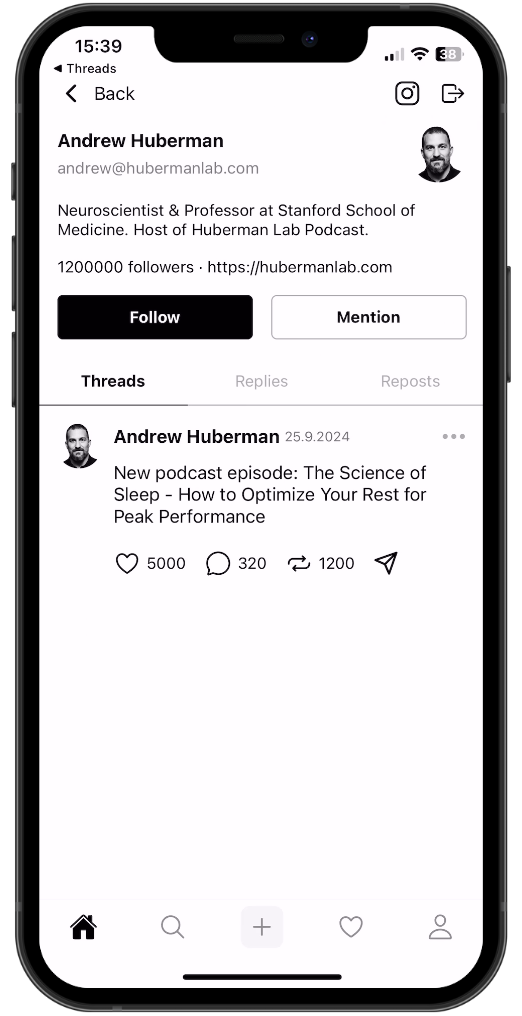 15:39
38
◄ Threads
Back
Andrew Huberman
andrew@hubermanlab.com
Neuroscientist & Professor at Stanford School of
Medicine. Host of Huberman Lab Podcast.
1200000 followers · https://hubermanlab.com
Follow
Mention
Threads
Replies
Reposts
Andrew Huberman 25.9.2024
New podcast episode: The Science of
Sleep - How to Optimize Your Rest for
Peak Performance
5000
320
1200